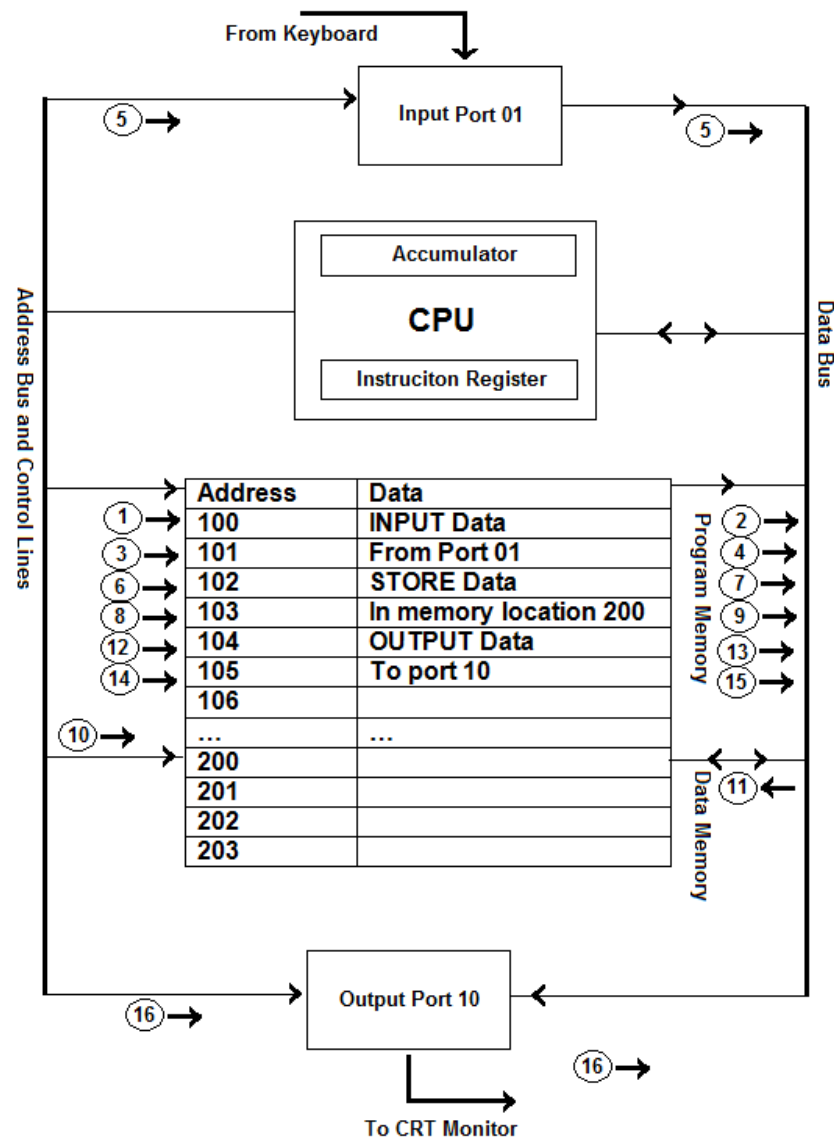 From Keyboard
Input Port 01
5
5
Accumulator
CPU
Instruciton Register
Address Bus and Control Lines
Data Bus
Address Data
1 100 INPUT Data 2
3 101 From Port 01 4
6 102 STORE Data 7
8 103 In memory location 200 9
12 104 OUTPUT Data 13
14 105 To port 10 15
106
10 ... ...
200
201
202
203
Program Memory
Data Memory
11
Output Port 10
16
16
To CRT Monitor